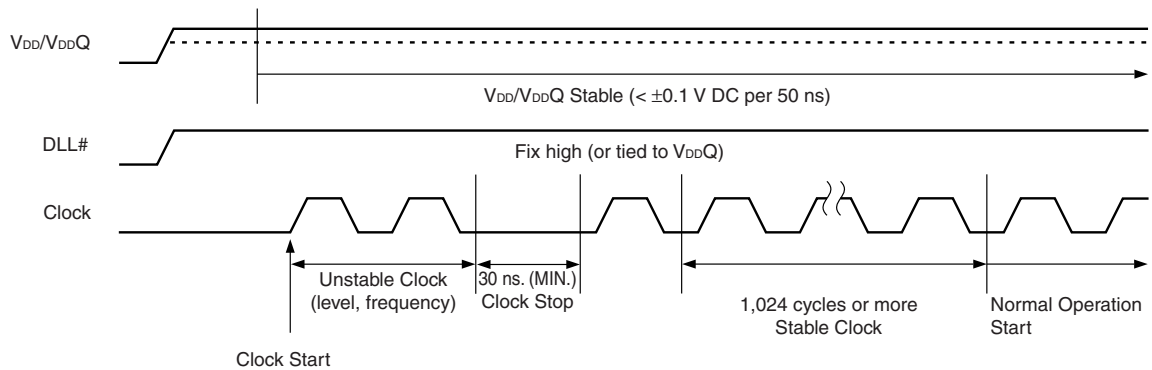 VDD/VDDQ
VDD/VDDQ Stable (< ±0.1 V DC per 50 ns)
DLL#
Fix high (or tied to VDDQ)
Clock
Unstable Clock
(level, frequency)
30 ns. (MIN.)
Clock Stop
1,024 cycles or more
Stable Clock
Normal Operation
Start
Clock Start